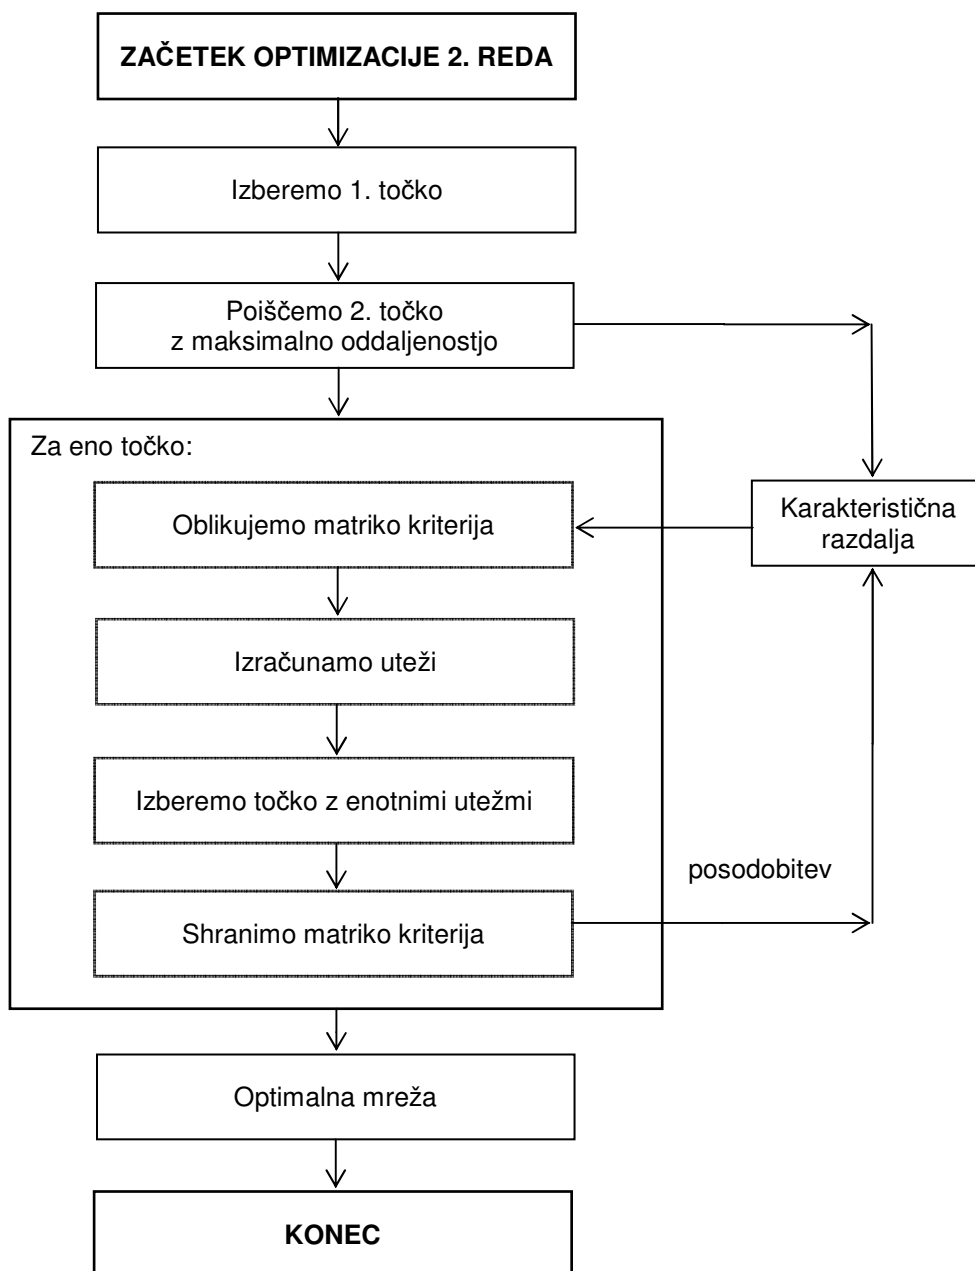 ZAČETEK OPTIMIZACIJE 2. REDA
Izberemo 1. točko
Poiščemo 2. točko
z maksimalno oddaljenostjo
Za eno točko:
Oblikujemo matriko kriterija
Karakteristična
razdalja
Izračunamo uteži
Izberemo točko z enotnimi utežmi
posodobitev
Shranimo matriko kriterija
Optimalna mreža
KONEC